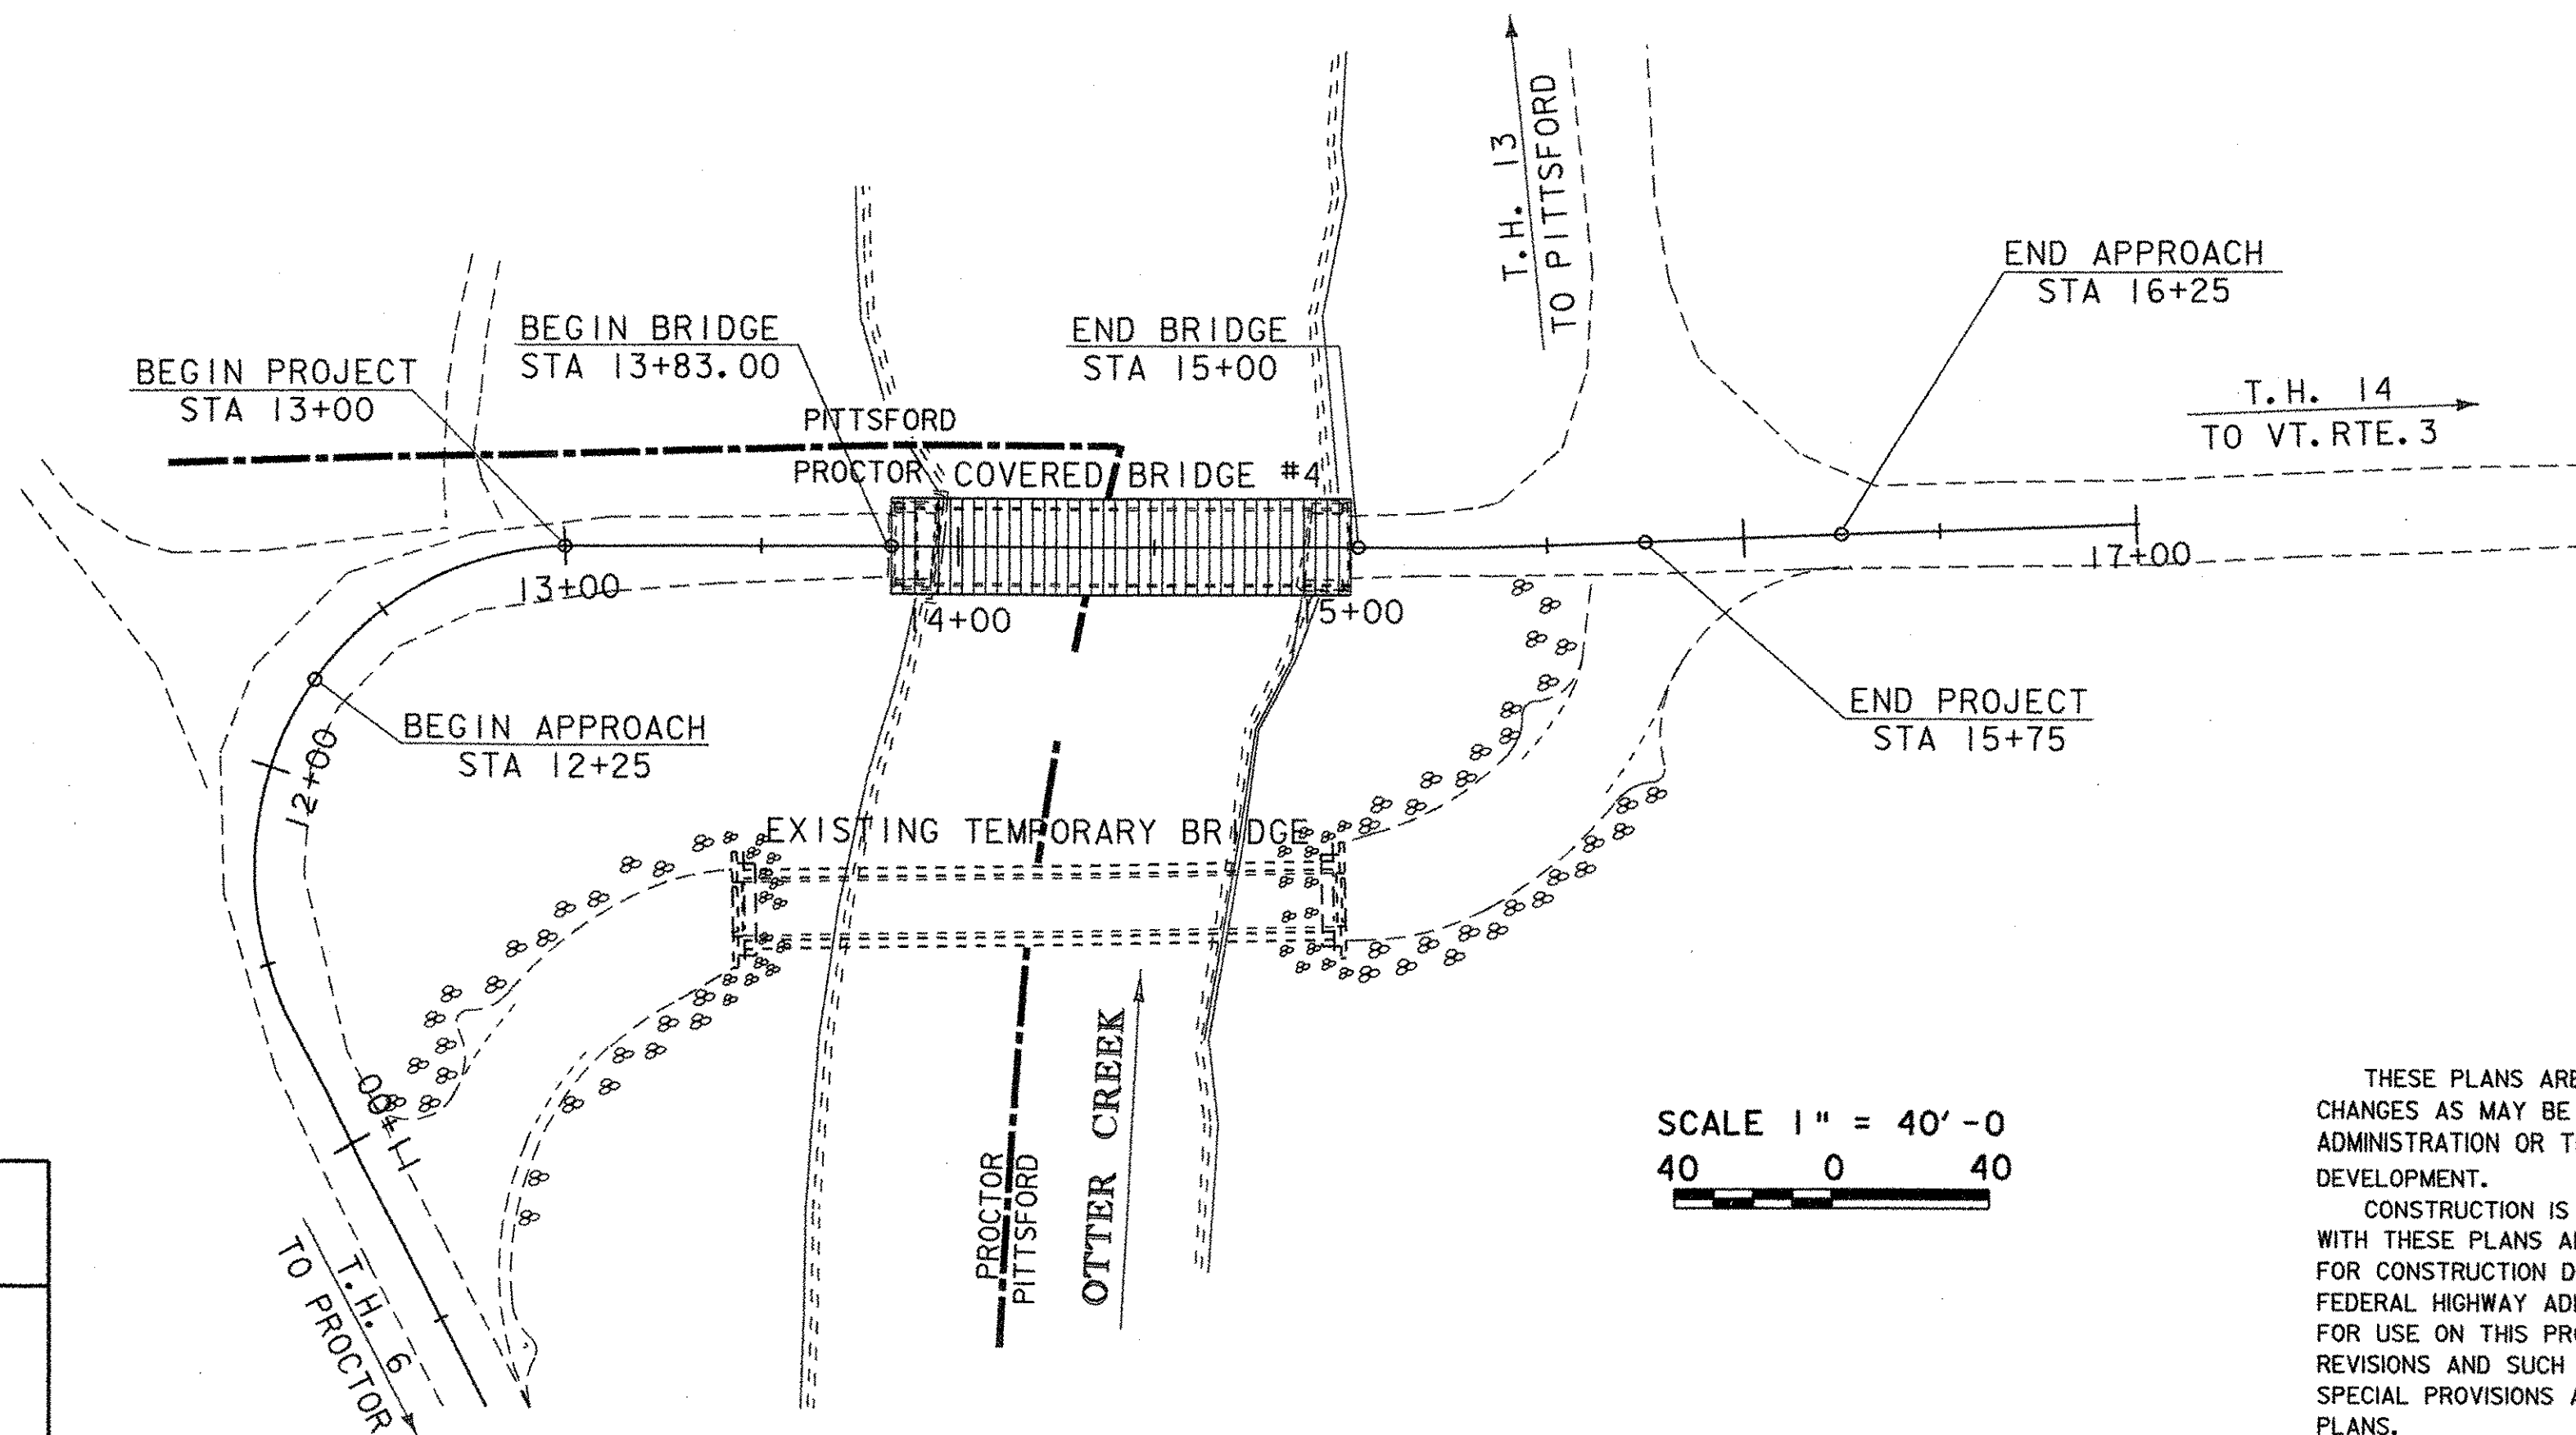 T.H. 13
TO PITTSFORD
END APPROACH
STA 16+25
BEGIN BRIDGE
STA 13+83.00
END BRIDGE
STA 15+00
BEGIN PROJECT
STA 13+00
T.H. 14
TO VT.RTE.3
PITTSFORD
PROCTOR
COVERED BRIDGE #4
13+00
4+00
5+00
17+00
BEGIN APPROACH
STA 12+25
END PROJECT
STA 15+75
12+00
EXISTING TEMPORARY BRIDGE
11+00
PROCTOR
PITTSFORD
OTTER CREEK
T.H. 6
TO PROCTOR
SCALE 1" = 40'-0
40 0 40
THESE PLANS ARE
CHANGES AS MAY BE
ADMINISTRATION OR
DEVELOPMENT.
CONSTRUCTION IS
WITH THESE PLANS
FOR CONSTRUCTION
FEDERAL HIGHWAY
FOR USE ON THIS
REVISIONS AND SUCH
SPECIAL PROVISIONS
PLANS.